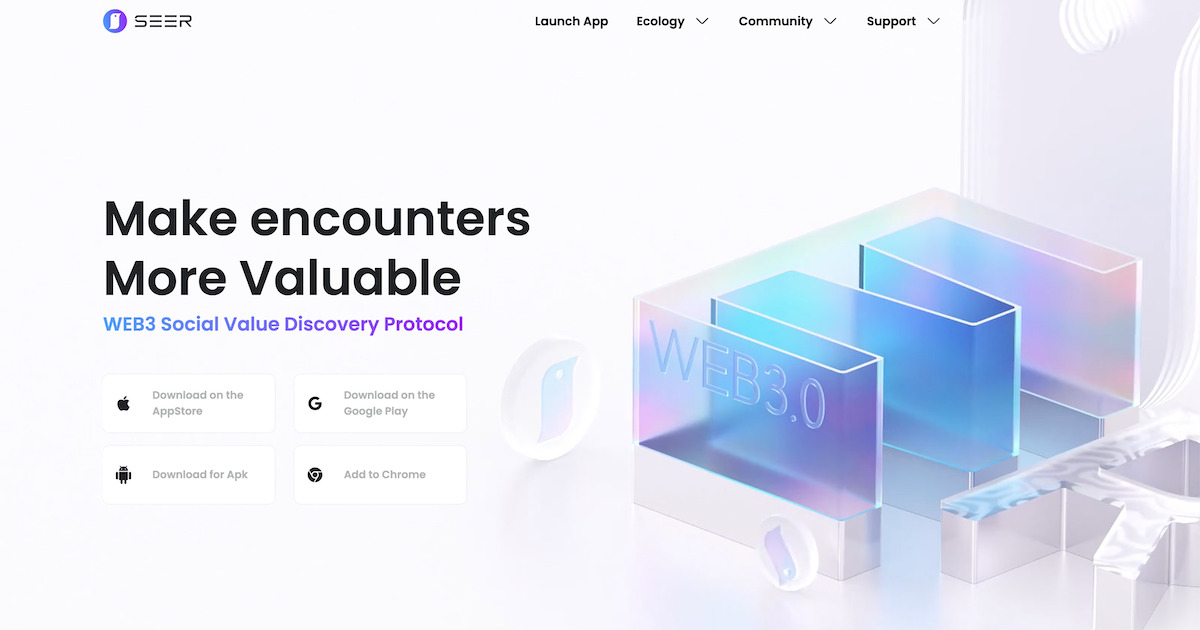 SEER
Launch App
Ecology
Community
Support
Make encounters
More Valuable
WEB3 Social Value Discovery Protocol
Download on the
AppStore
Download on the
Google Play
Download for Apk
Add to Chrome
WEB3.0